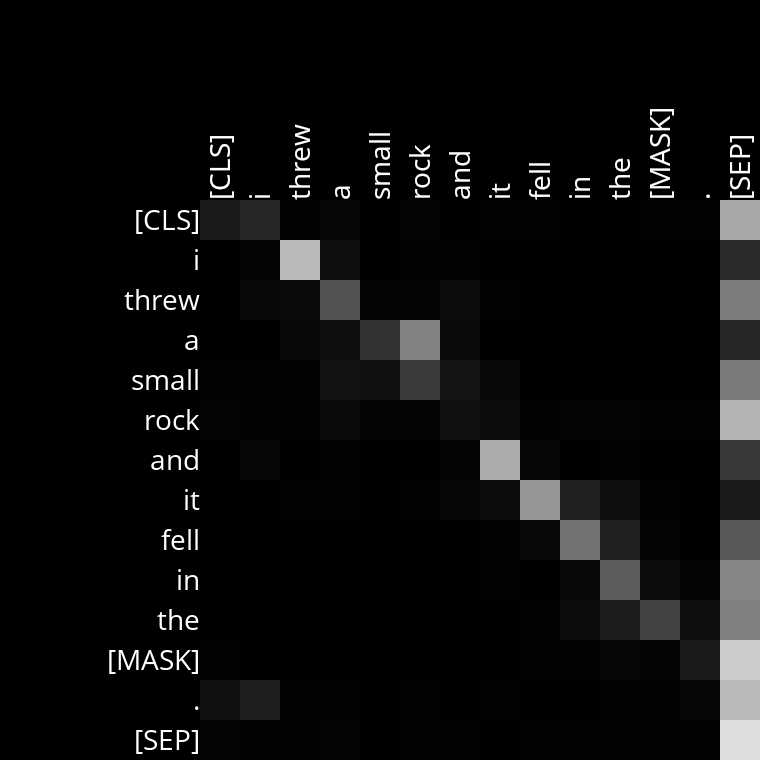 [CLS]
i
threw
a
small
rock
and
it
fell
in
the
[MASK]
.
[SEP]
[CLS]
i
threw
a
small
rock
and
it
fell
in
the
[MASK]
.
[SEP]